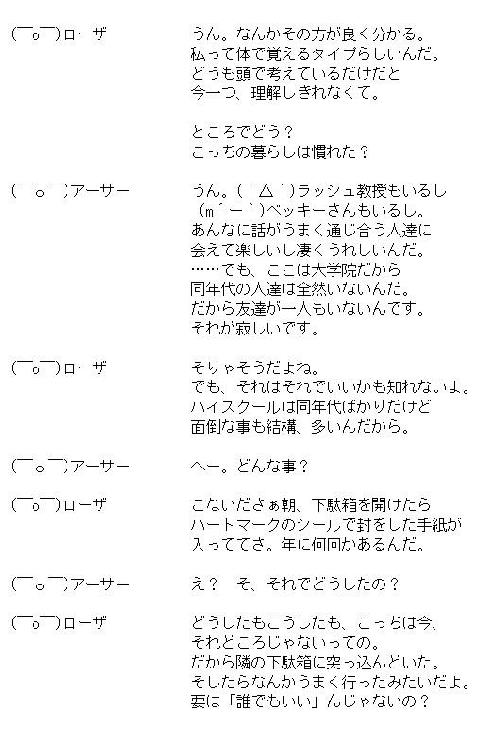 (￣o￣)ローザ うん。なんかその方が良く分かる。
私って体で覚えるタイプらしいんだ。
どうも頭で考えているだけだと
今一つ、理解しきれなくて。
ところでどう？
こっちの暮らしは慣れた？
(　o　)アーサー うん。(　△｀)ラッシュ教授もいるし
(m´ー｀)ベッキーさんもいるし。
あんなに話がうまく通じ合う人達に
会えて楽しいし凄くうれしいんだ。
……でも、ここは大学院だから
同年代の人達は全然いないんだ。
だから友達が一人もいないんです。
それが寂しいです。
(￣o￣)ローザ そりゃそうだよね。
でも、それはそれでいいかも知れないよ。
ハイスクールは同年代ばかりだけど
面倒な事も結構、多いんだから。
(￣o￣)アーサー へー。どんな事？
(￣o￣)ローザ こないださぁ朝、下駄箱を開けたら
ハートマークのシールで封をした手紙が
入っててさ。年に何回かあるんだ。
(￣o￣)アーサー え？　そ、それでどうしたの？
(￣o￣)ローザ どうしたもこうしたも、こっちは今、
それどころじゃないっての。
だから隣の下駄箱に突っ込んどいた。
そしたらなんかうまく行ったみたいだよ。
要は「誰でもいい」んじゃないの？